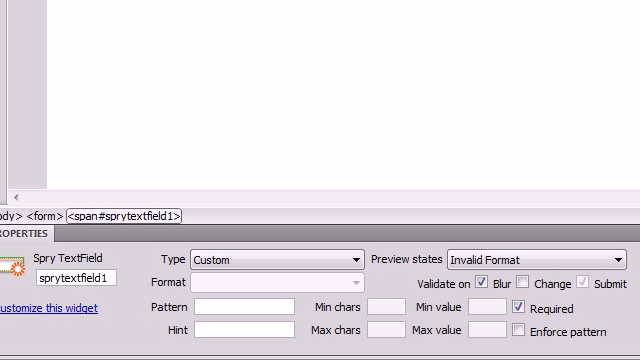 ody> <form> <span#sprytextfield1>
ROPERTIES
Spry TextField Type Custom Preview states Invalid Format
sprytextfield1 Format Validate on Blur Change Submit
ustomize this widget Pattern Min chars Min value Required
Hint Max chars Max value Enforce pattern